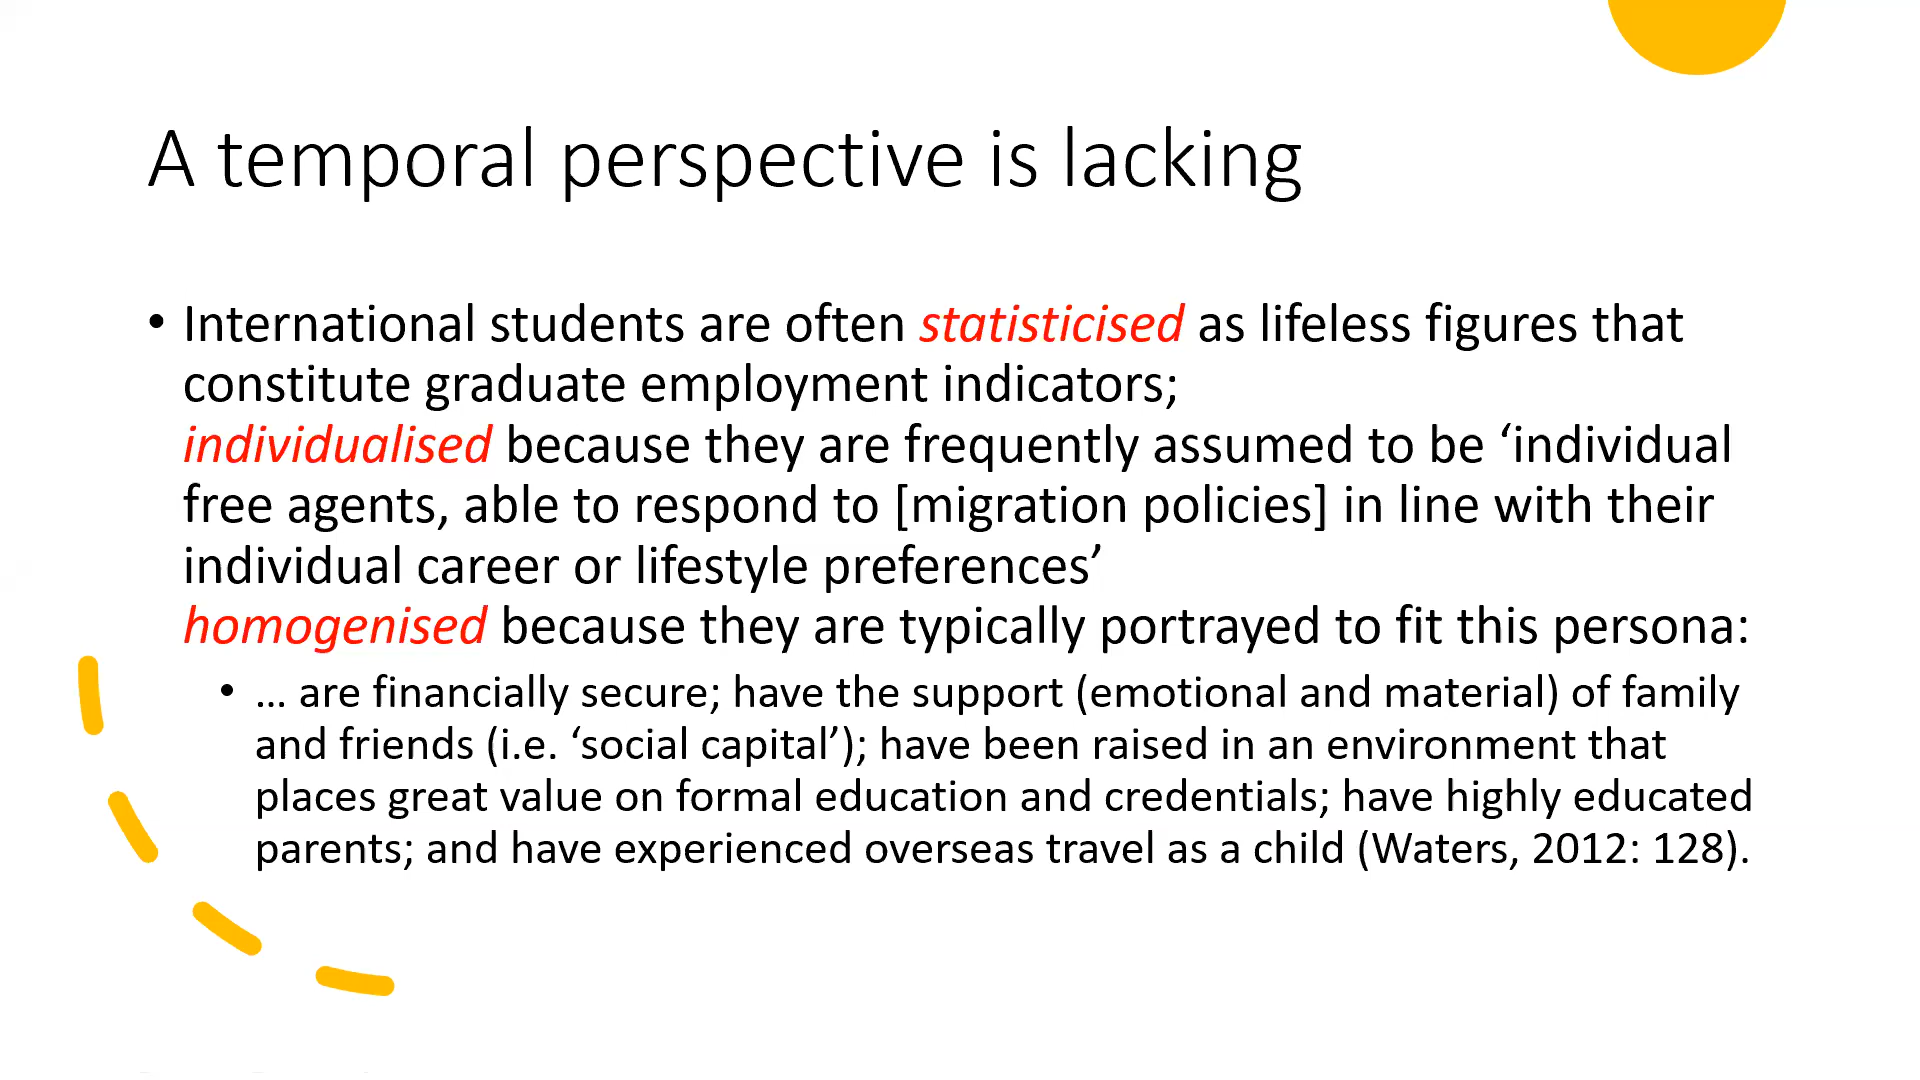 A temporal perspective is lacking
• International students are often statisticised as lifeless figures that
constitute graduate employment indicators;
individualised because they are frequently assumed to be ‘individual
free agents, able to respond to [migration policies] in line with their
individual career or lifestyle preferences’
homogenised because they are typically portrayed to fit this persona:
• ... are financially secure; have the support (emotional and material) of family
and friends (i.e. ‘social capital’); have been raised in an environment that
places great value on formal education and credentials; have highly educated
parents; and have experienced overseas travel as a child (Waters, 2012: 128).